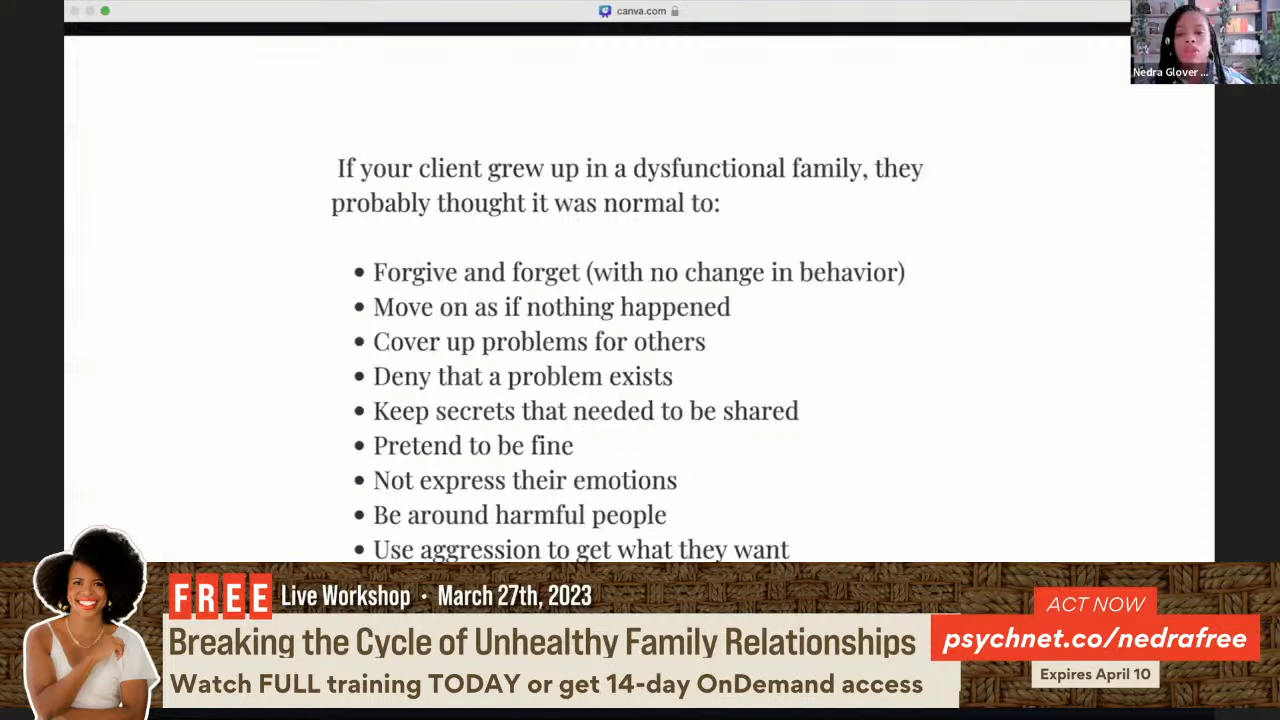 canva.com
Nedra Glover ...
If your client grew up in a dysfunctional family, they
probably thought it was normal to:
• Forgive and forget (with no change in behavior)
• Move on as if nothing happened
• Cover up problems for others
• Deny that a problem exists
• Keep secrets that needed to be shared
• Pretend to be fine
• Not express their emotions
• Be around harmful people
• Use aggression to get what they want
FREE Live Workshop · March 27th, 2023
Breaking the Cycle of Unhealthy Family Relationships
Watch FULL training TODAY or get 14-day OnDemand access
ACT NOW
psychnet.co/nedrafree
Expires April 10